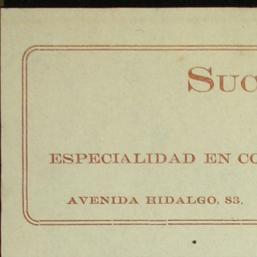 SUC
ESPECIALIDAD EN CO
AVENIDA HIDALGO, 83.